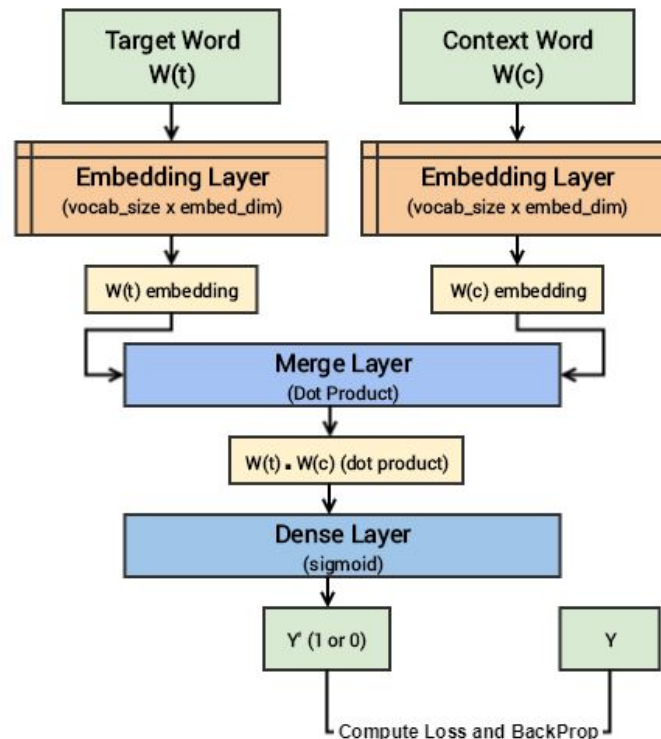 Target Word
W(t)
Context Word
W(c)
Embedding Layer
(vocab_size x embed_dim)
Embedding Layer
(vocab_size x embed_dim)
W(t) embedding
W(c) embedding
Merge Layer
(Dot Product)
W(t) . W(c) (dot product)
Dense Layer
(sigmoid)
Y' (1 or 0)
Y
Compute Loss and BackProp